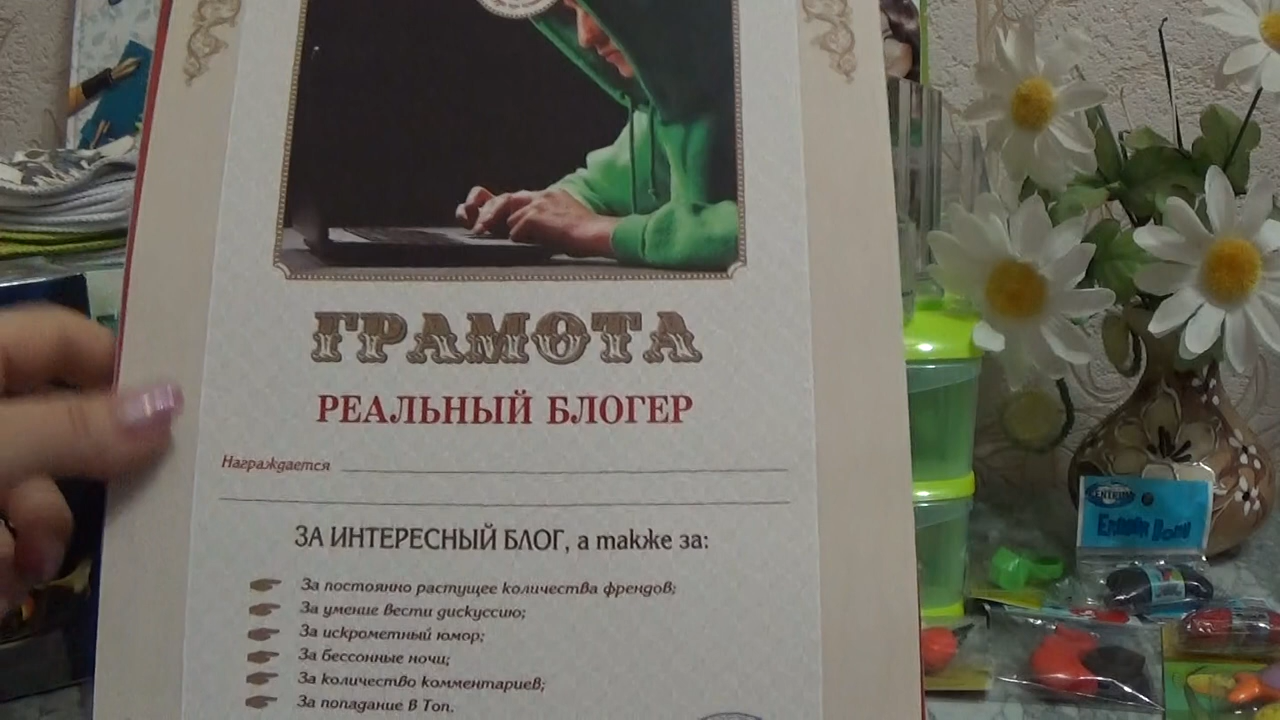 ГРАМОТА
РЕАЛЬНЫЙ БЛОГЕР
Награждается
ЗА ИНТЕРЕСНЫЙ БЛОГ, а также за:
За постоянно растущее количества френдов;
За умение вести дискуссию;
За искрометный юмор;
За бессонные ночи;
За количество комментариев;
За попадание в Топ.
CENTRUM